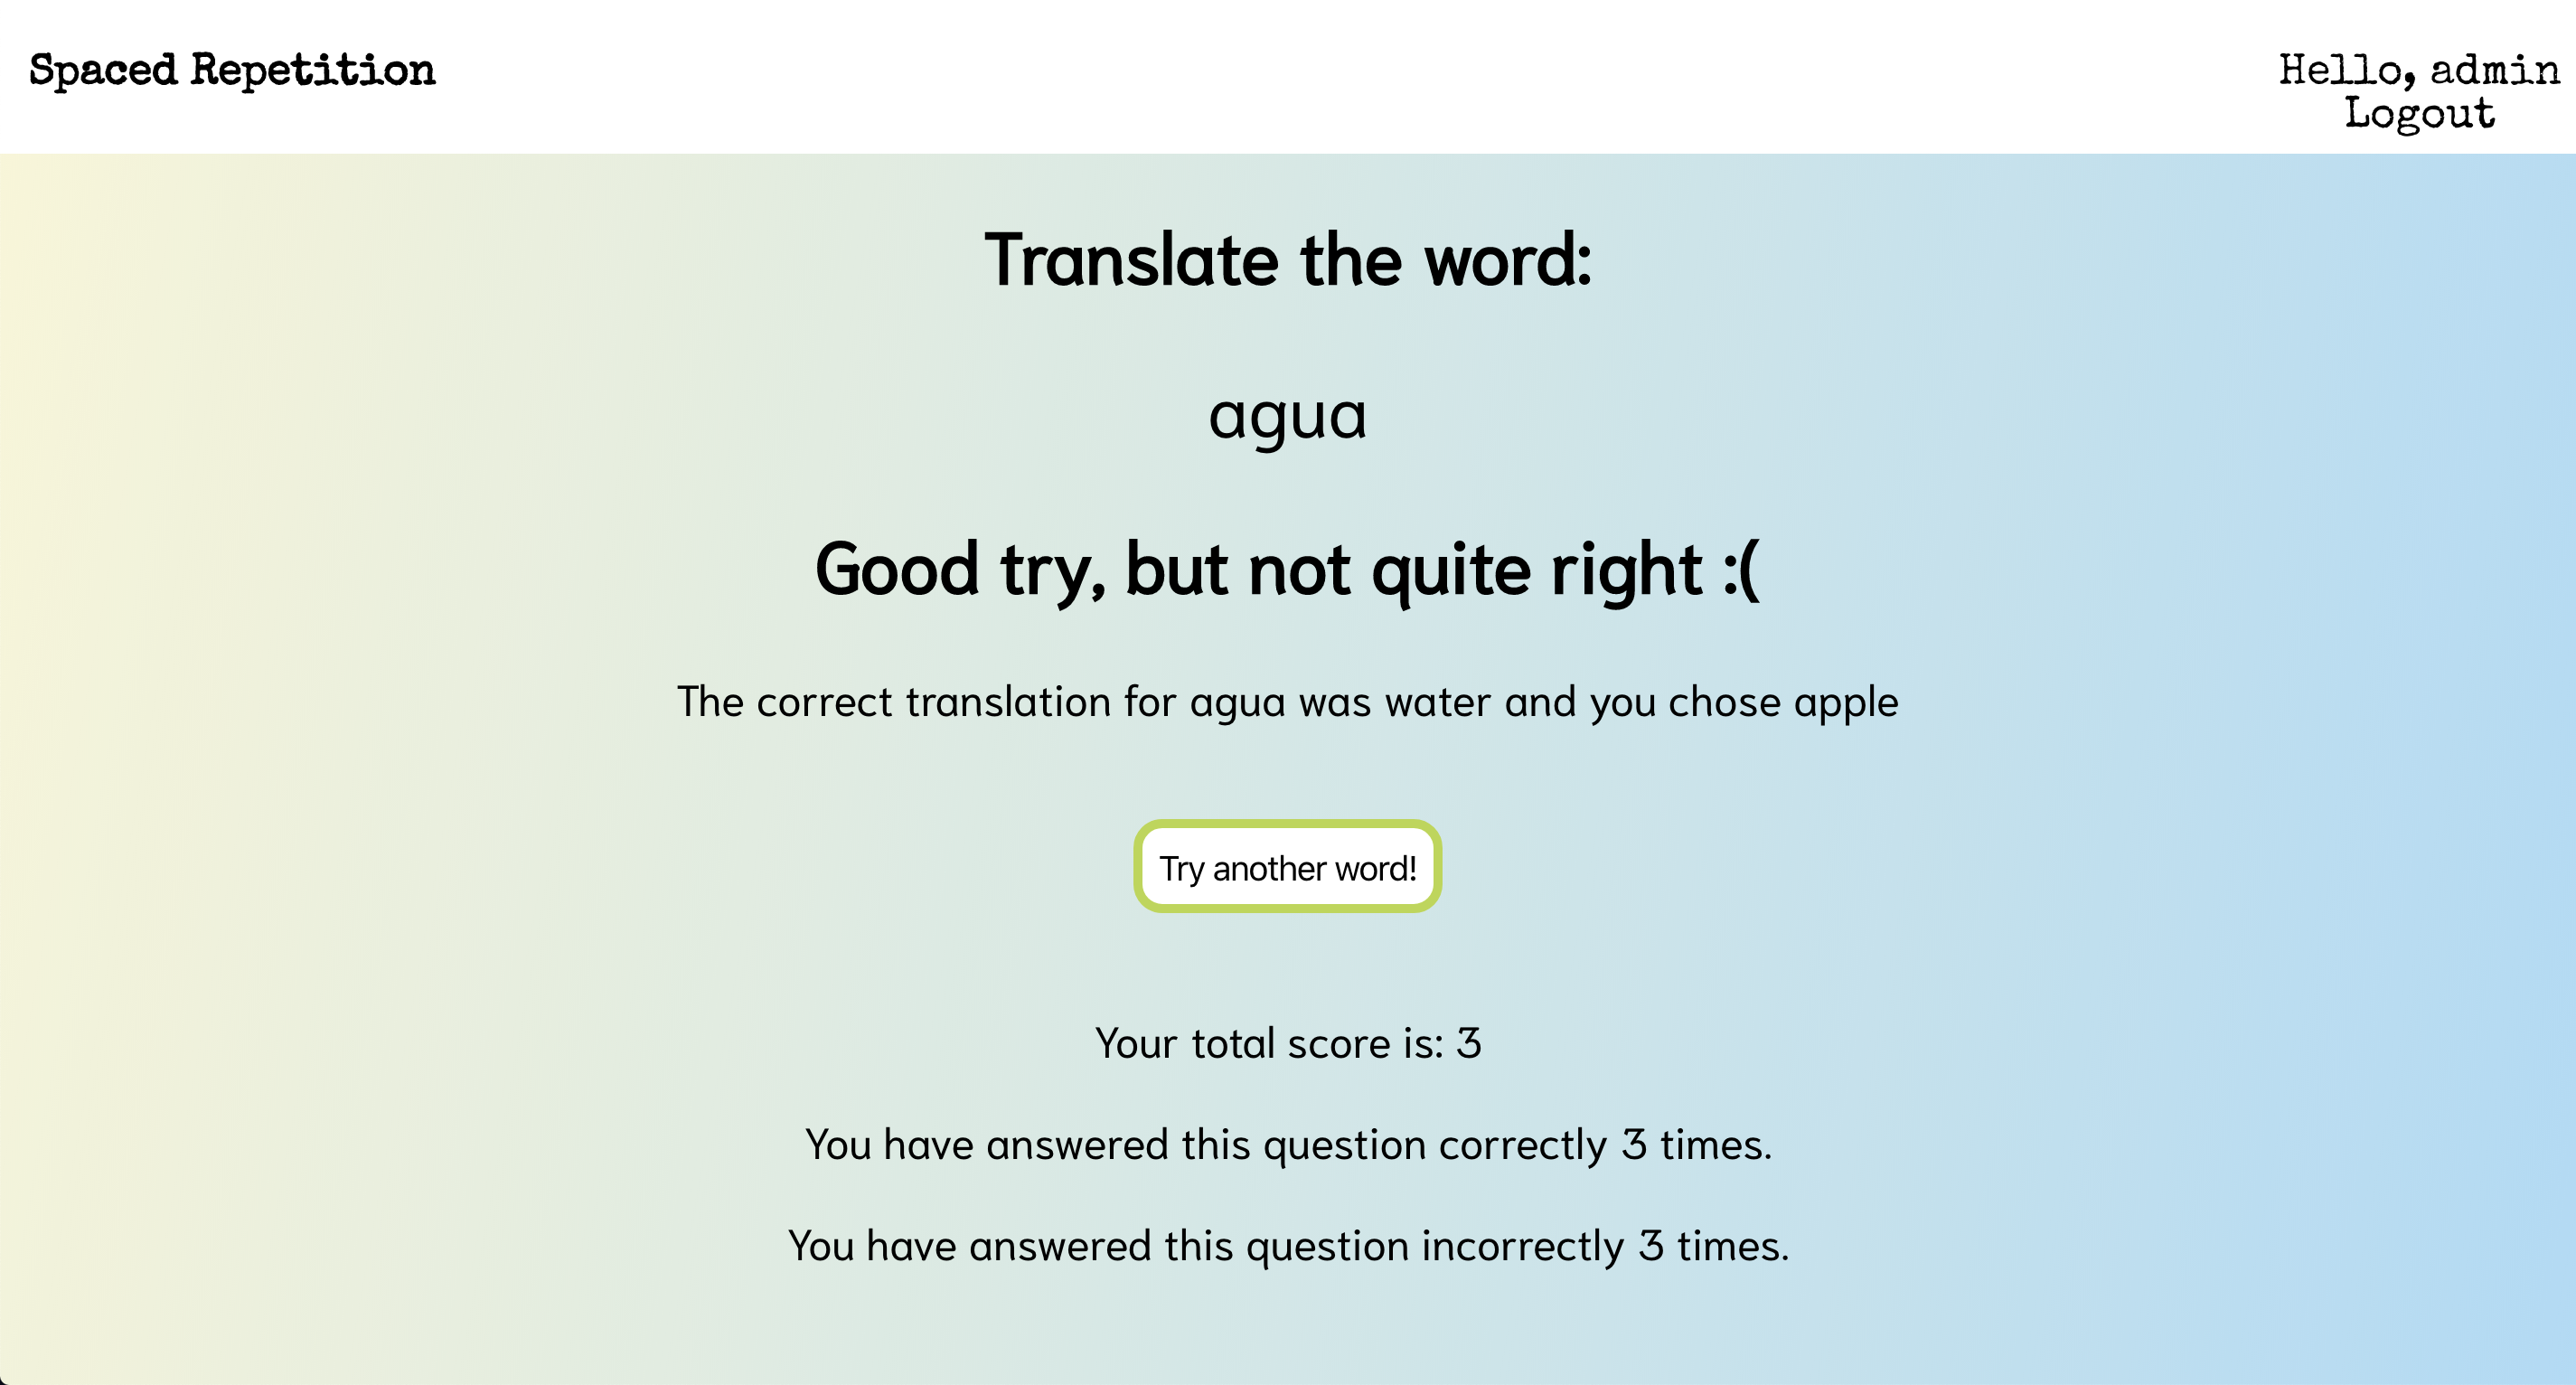 Spaced Repetition
Hello, admin
Logout
Translate the word:
agua
Good try, but not quite right :(
The correct translation for agua was water and you chose apple
Try another word!
Your total score is: 3
You have answered this question correctly 3 times.
You have answered this question incorrectly 3 times.